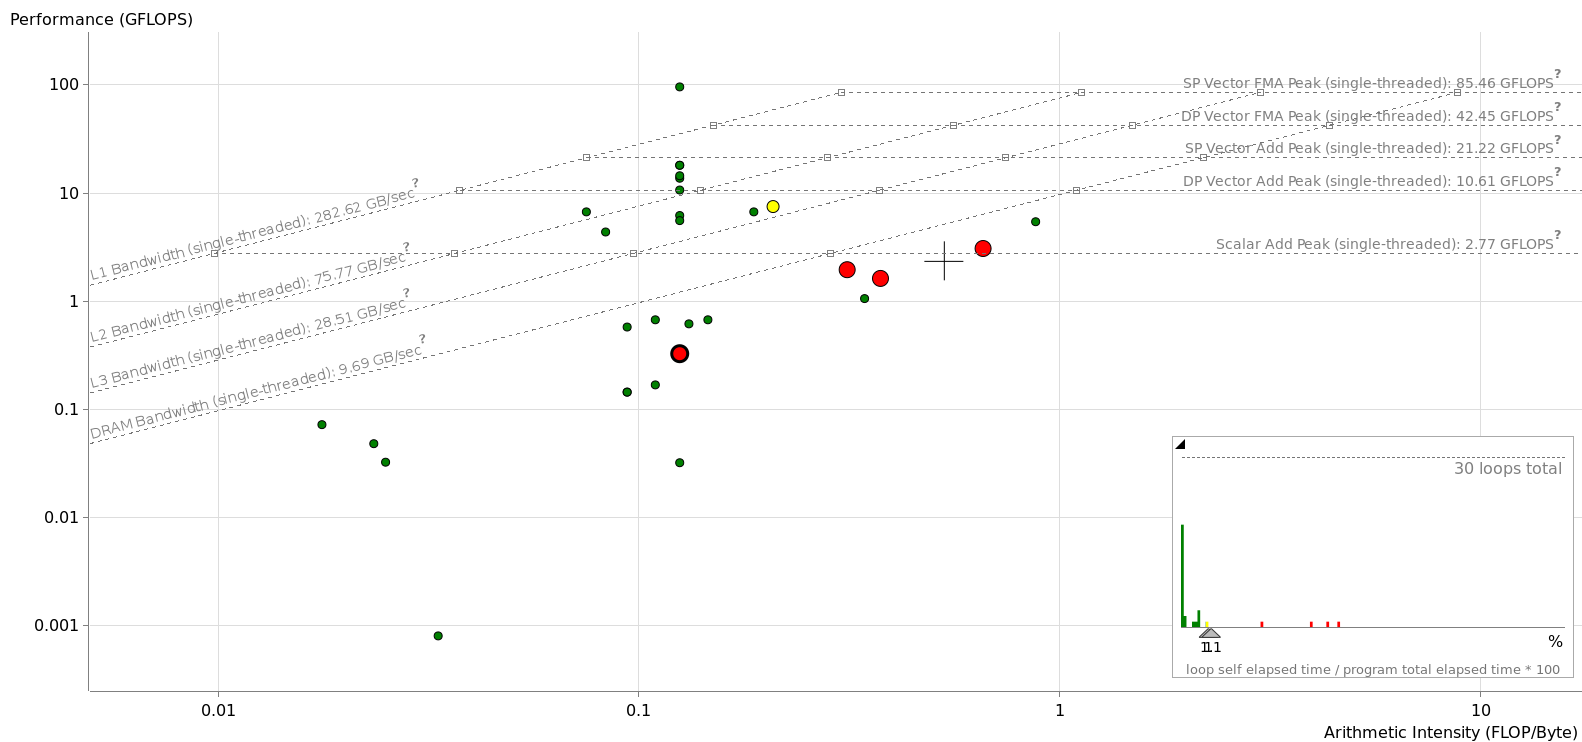 Performance (GFLOPS)
100
10
1
0.1
0.01
0.001
SP Vector FMA Peak (single-threaded): 85.46 GFLOPS ?
DP Vector FMA Peak (single-threaded): 42.45 GFLOPS ?
SP Vector Add Peak (single-threaded): 21.22 GFLOPS ?
DP Vector Add Peak (single-threaded): 10.61 GFLOPS ?
Scalar Add Peak (single-threaded): 2.77 GFLOPS ?
L1 Bandwidth (single-threaded): 282.62 GB/sec ?
L2 Bandwidth (single-threaded): 75.77 GB/sec ?
L3 Bandwidth (single-threaded): 28.51 GB/sec ?
DRAM Bandwidth (single-threaded): 9.69 GB/sec ?
30 loops total
%
loop self elapsed time / program total elapsed time * 100
0.01
0.1
1
10
Arithmetic Intensity (FLOP/Byte)